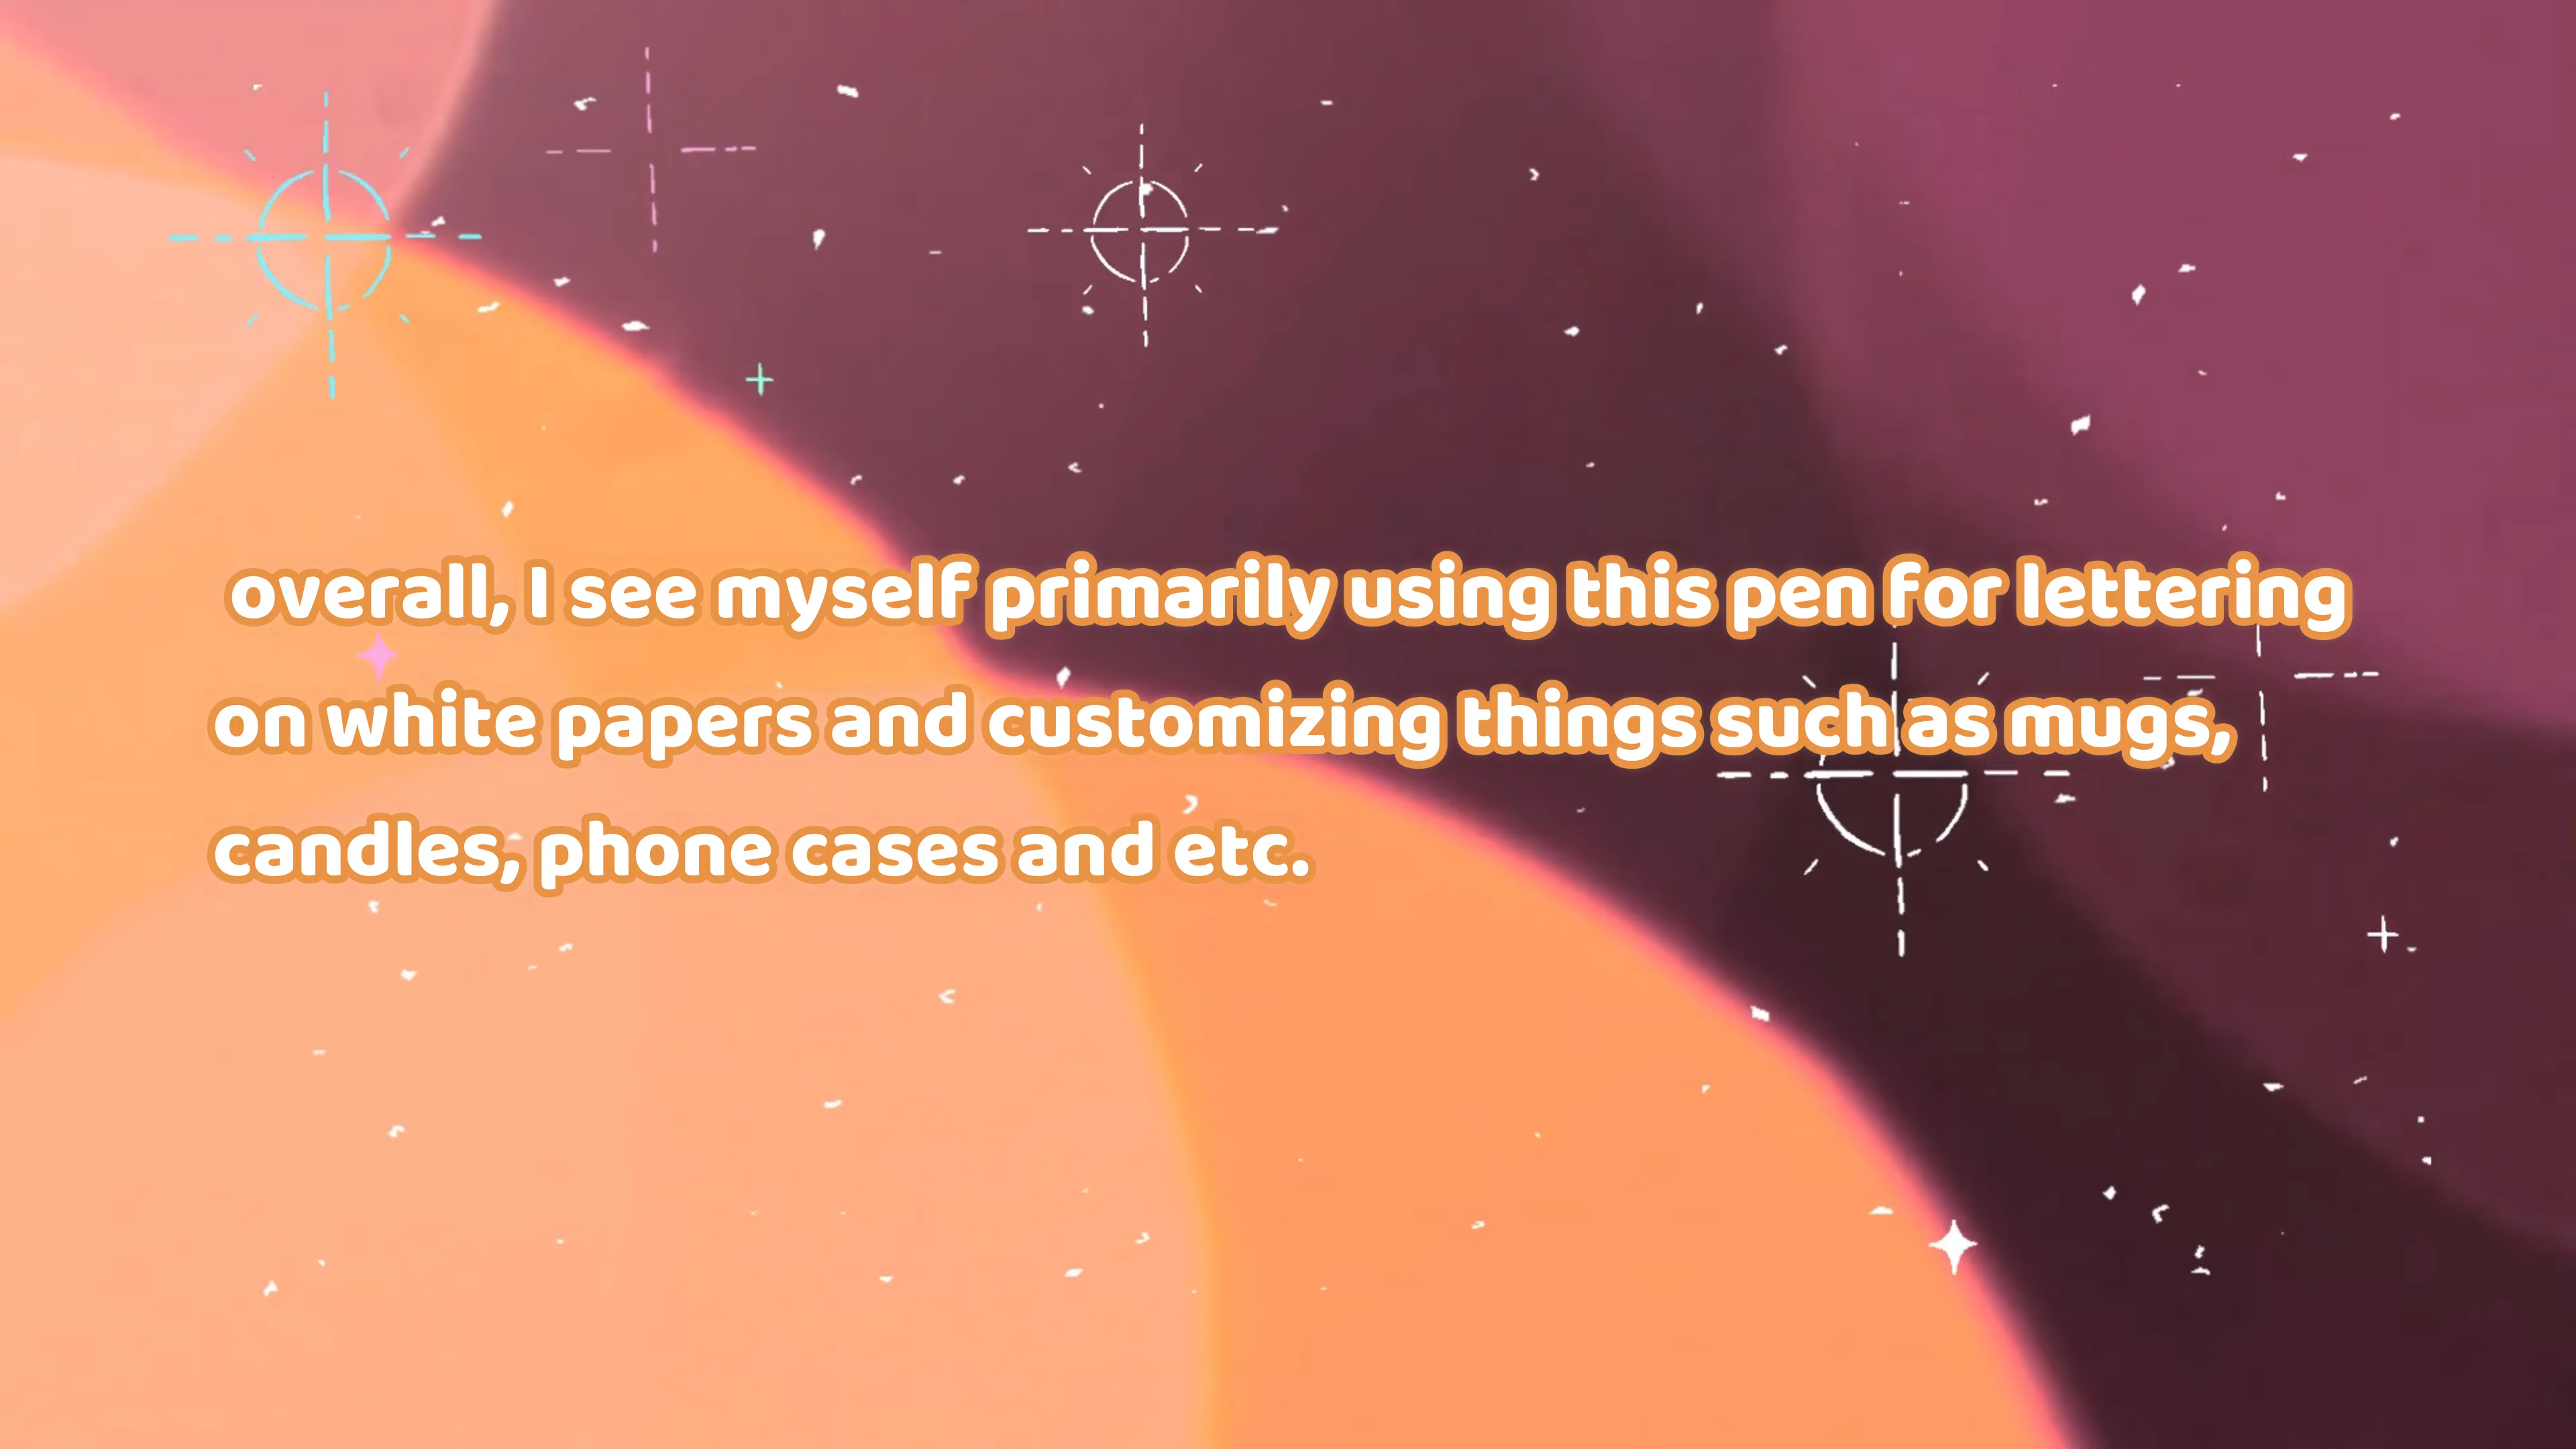 overall, I see myself primarily using this pen for lettering
on white papers and customizing things such as mugs,
candles, phone cases and etc.